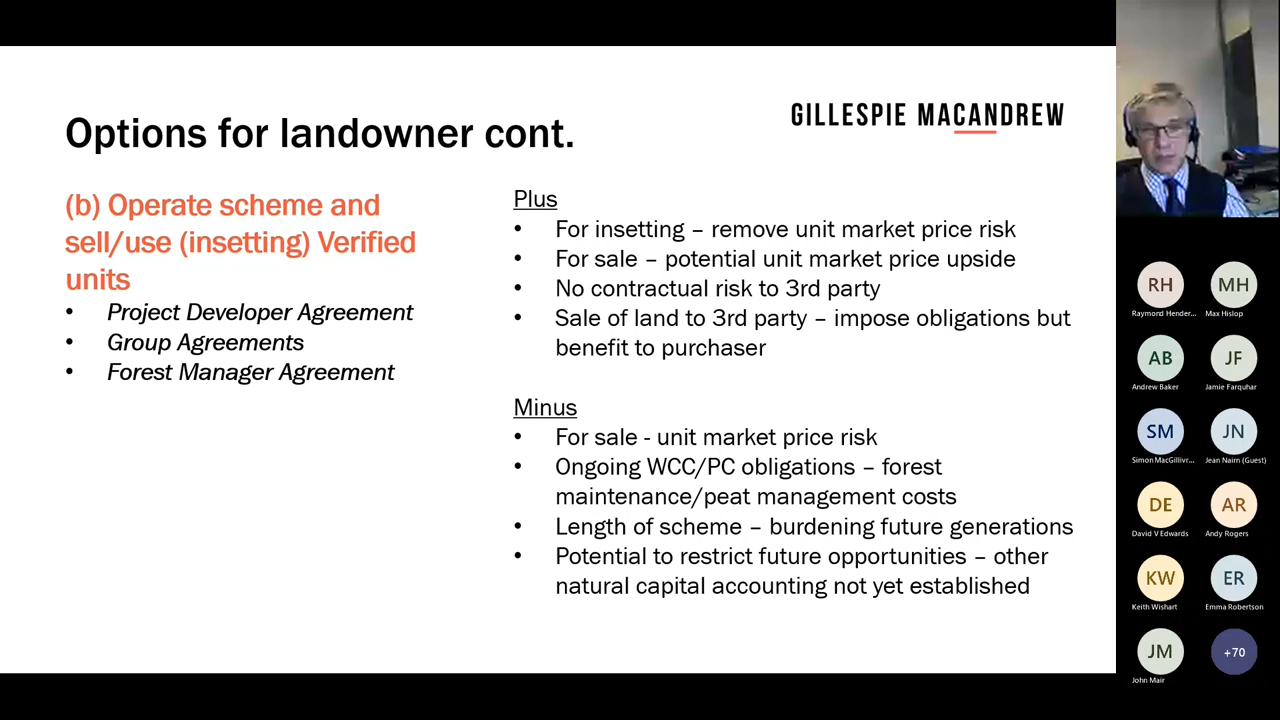 GILLESPIE MACANDREW
Options for landowner cont.
(b) Operate scheme and
sell/use (insetting) Verified
units
• Project Developer Agreement
• Group Agreements
• Forest Manager Agreement
Plus
• For insetting – remove unit market price risk
• For sale – potential unit market price upside
• No contractual risk to 3rd party
• Sale of land to 3rd party – impose obligations but
benefit to purchaser
Minus
• For sale - unit market price risk
• Ongoing WCC/PC obligations – forest
maintenance/peat management costs
• Length of scheme – burdening future generations
• Potential to restrict future opportunities – other
natural capital accounting not yet established
RH
Raymond Hender...
MH
Max Hislop
AB
Andrew Baker
JF
Jamie Farquhar
SM
Simon MacGillivr...
JN
Jean Nairn (Guest)
DE
David V Edwards
AR
Andy Rogers
KW
Keith Wishart
ER
Emma Robertson
JM
John Mair
+70